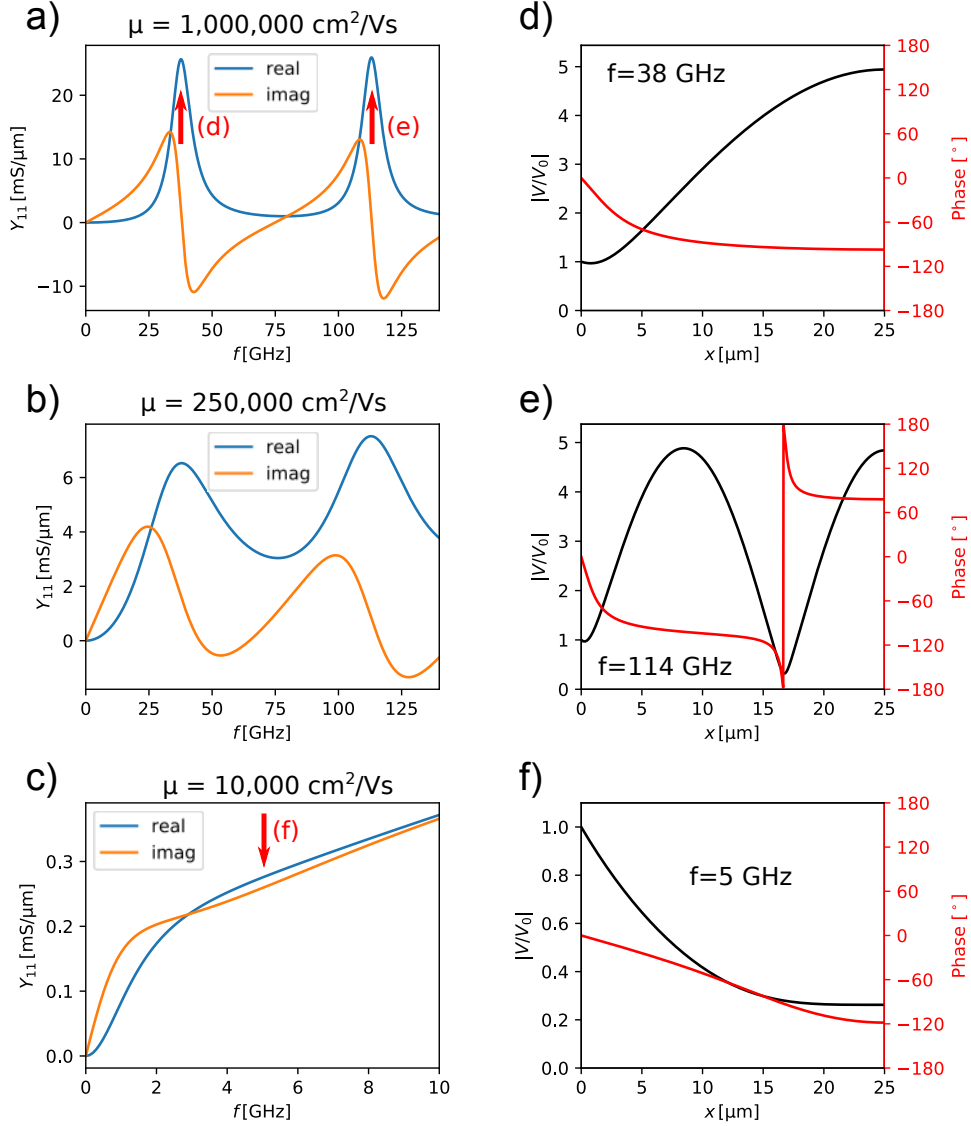 a)
μ = 1,000,000 cm²/Vs
real
imag
(d)
(e)
Y₁₁ [mS/μm]
20
10
0
−10
0
25
50
75
100
125
f [GHz]
d)
f=38 GHz
|V/V₀|
5
4
3
2
1
0
0
5
10
15
20
25
x [μm]
180
120
60
0
−60
−120
−180
Phase [°]
b)
μ = 250,000 cm²/Vs
real
imag
Y₁₁ [mS/μm]
6
4
2
0
0
25
50
75
100
125
f [GHz]
e)
f=114 GHz
|V/V₀|
5
4
3
2
1
0
0
5
10
15
20
25
x [μm]
180
120
60
0
−60
−120
−180
Phase [°]
c)
μ = 10,000 cm²/Vs
real
imag
(f)
Y₁₁ [mS/μm]
0.3
0.2
0.1
0.0
0
2
4
6
8
10
f [GHz]
f)
f=5 GHz
|V/V₀|
1.0
0.8
0.6
0.4
0.2
0.0
0
5
10
15
20
25
x [μm]
180
120
60
0
−60
−120
−180
Phase [°]